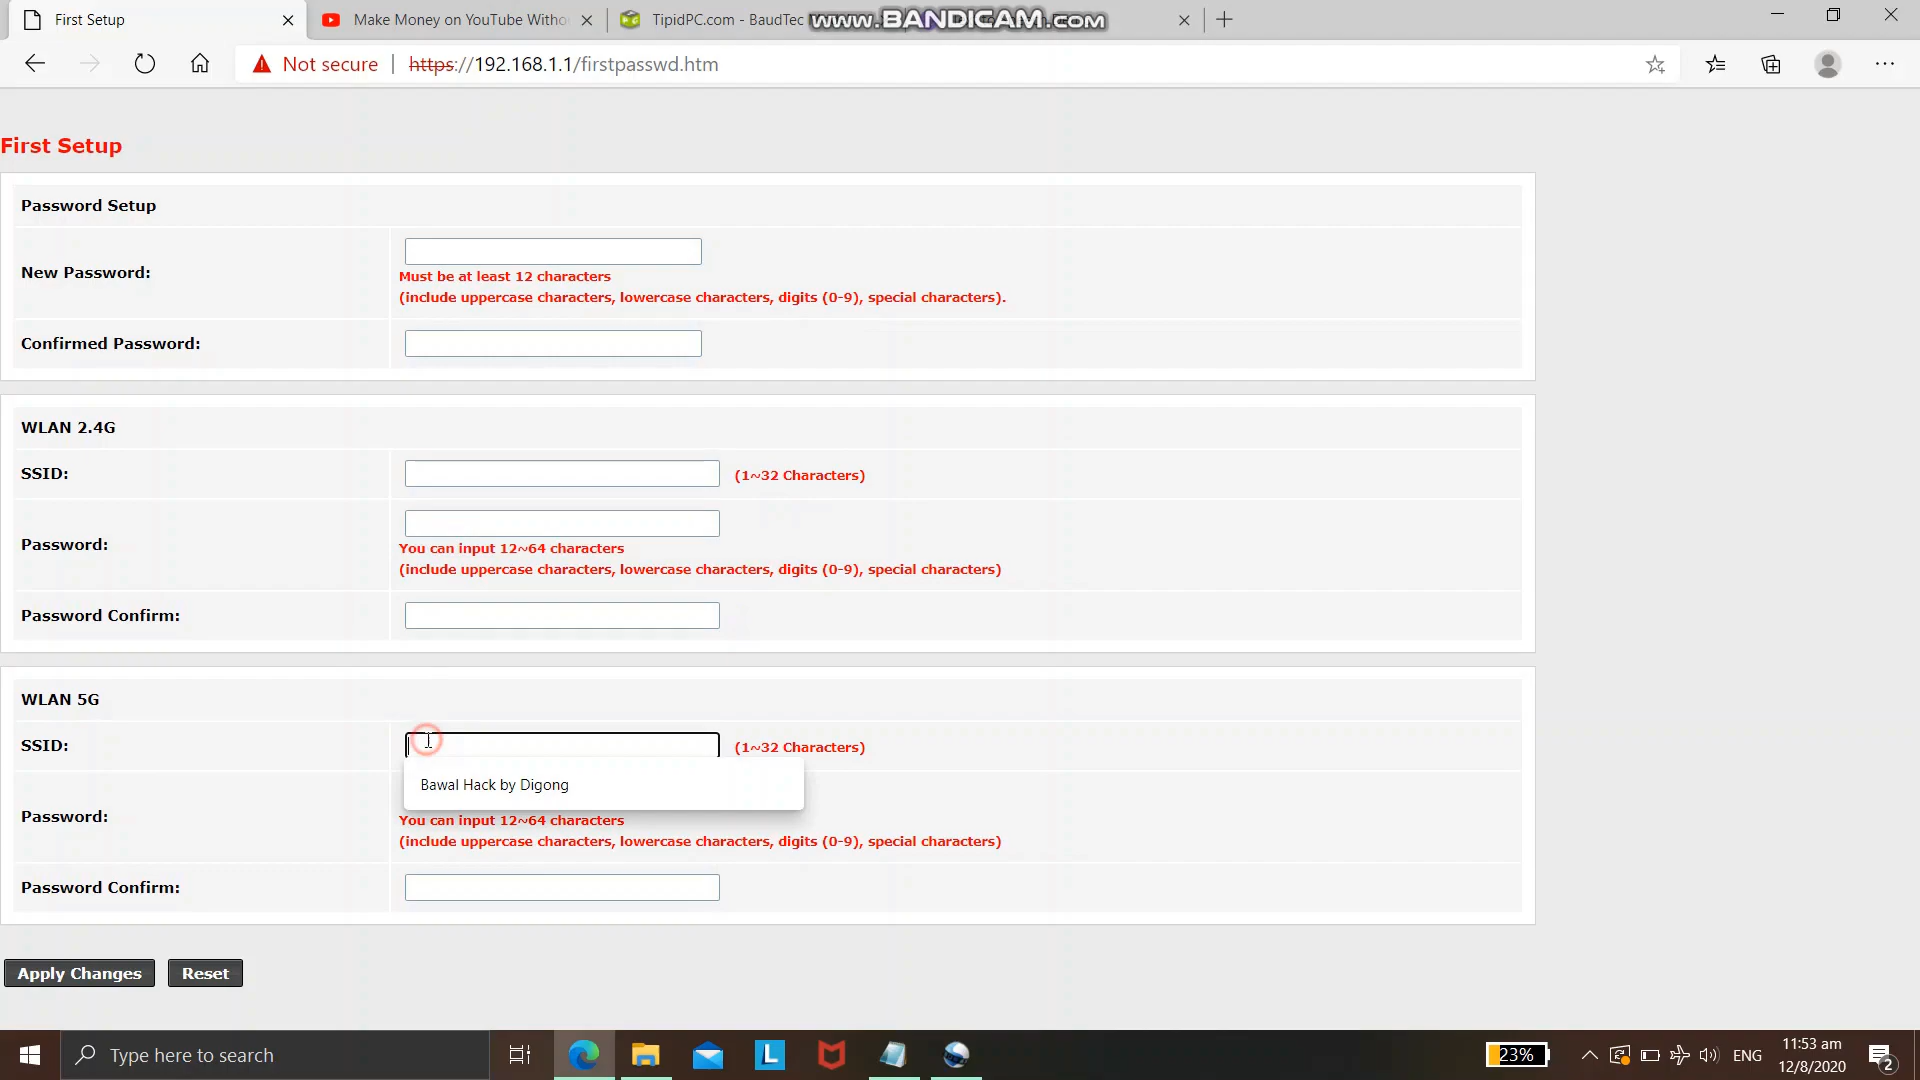 First Setup
Make Money on YouTube Witho
TipidPC.com - BaudTec
www.BANDICAM.com
Not secure | https://192.168.1.1/firstpasswd.htm
First Setup
Password Setup
New Password:
Must be at least 12 characters
(include uppercase characters, lowercase characters, digits (0-9), special characters).
Confirmed Password:
WLAN 2.4G
SSID:
(1~32 Characters)
Password:
You can input 12~64 characters
(include uppercase characters, lowercase characters, digits (0-9), special characters)
Password Confirm:
WLAN 5G
SSID:
(1~32 Characters)
Bawal Hack by Digong
Password:
You can input 12~64 characters
(include uppercase characters, lowercase characters, digits (0-9), special characters)
Password Confirm:
Apply Changes
Reset
Type here to search
L
23%
ENG
11:53 am
12/8/2020
2